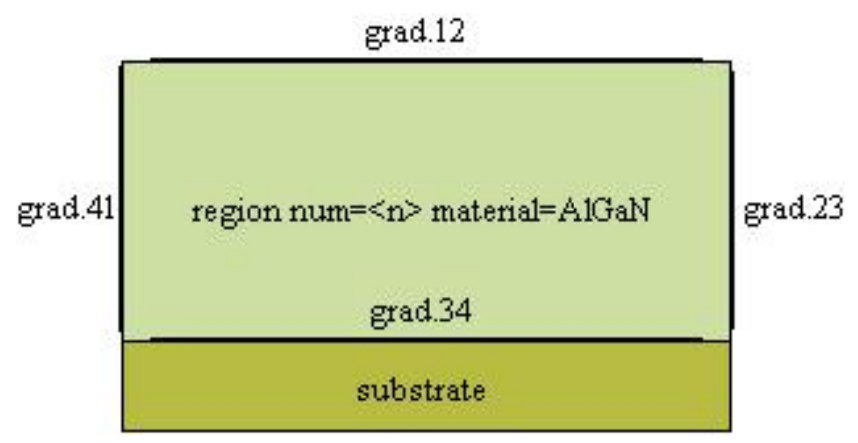 grad.12
grad.41
region num=<n> material=AlGaN
grad.23
grad.34
substrate